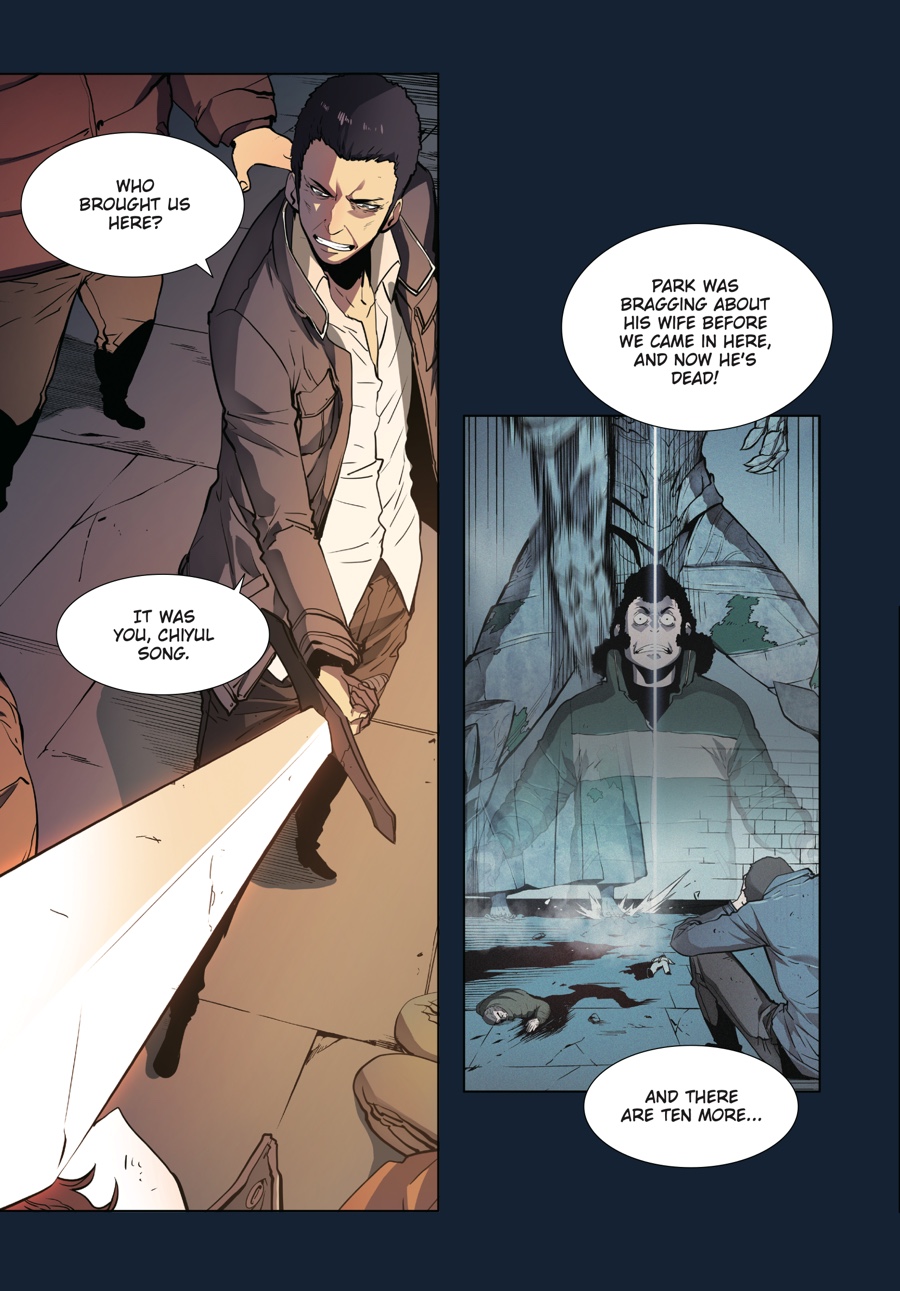 WHO
BROUGHT US
HERE?
IT WAS
YOU, CHIYUL
SONG.
PARK WAS
BRAGGING ABOUT
HIS WIFE BEFORE
WE CAME IN HERE,
AND NOW HE'S
DEAD!
AND THERE
ARE TEN MORE...